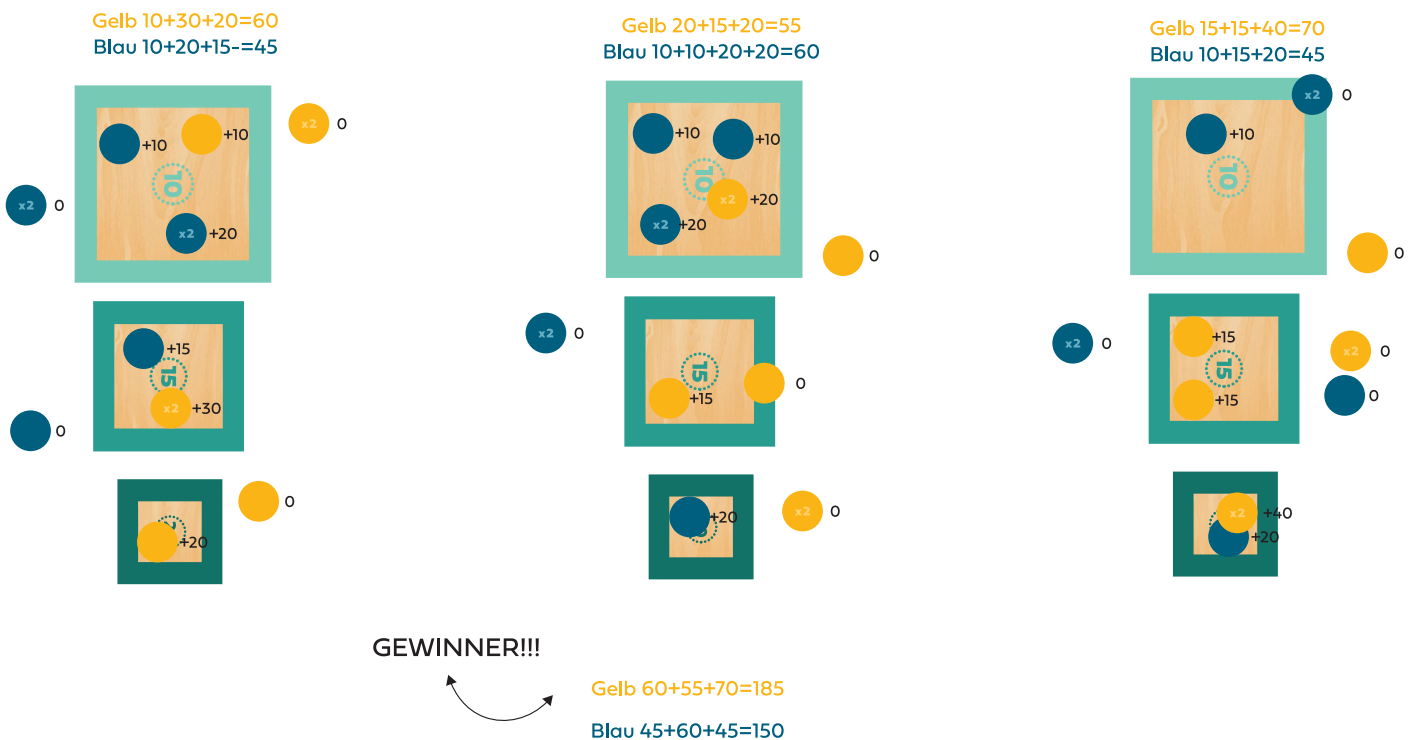 Gelb 10+30+20=60
Blau 10+20+15-=45
+10
+10
x2
0
10
x2
0
x2
+20
+15
15
x2
+30
0
0
+20
Gelb 20+15+20=55
Blau 10+10+20+20=60
+10
+10
10
x2
+20
x2
+20
0
x2
0
15
+15
0
+20
x2
0
Gelb 15+15+40=70
Blau 10+15+20=45
x2
0
+10
10
0
+15
x2
0
15
x2
0
+15
0
x2
+40
+20
GEWINNER!!!
Gelb 60+55+70=185
Blau 45+60+45=150